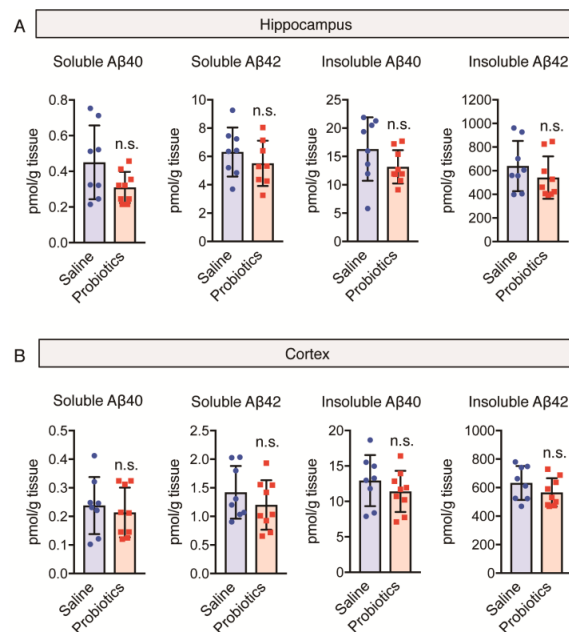 A
Hippocampus
Soluble Aβ40
Soluble Aβ42
Insoluble Aβ40
Insoluble Aβ42
pmol/g tissue
0.8
0.6
0.4
0.2
0.0
n.s.
Saline
Probiotics
pmol/g tissue
10
8
6
4
2
0
n.s.
Saline
Probiotics
pmol/g tissue
25
20
15
10
5
0
n.s.
Saline
Probiotics
pmol/g tissue
1200
1000
800
600
400
200
0
n.s.
Saline
Probiotics
B
Cortex
Soluble Aβ40
Soluble Aβ42
Insoluble Aβ40
Insoluble Aβ42
pmol/g tissue
0.5
0.4
0.3
0.2
0.1
0.0
n.s.
Saline
Probiotics
pmol/g tissue
2.5
2.0
1.5
1.0
0.5
0.0
n.s.
Saline
Probiotics
pmol/g tissue
20
15
10
5
0
n.s.
Saline
Probiotics
pmol/g tissue
1000
800
600
400
200
0
n.s.
Saline
Probiotics